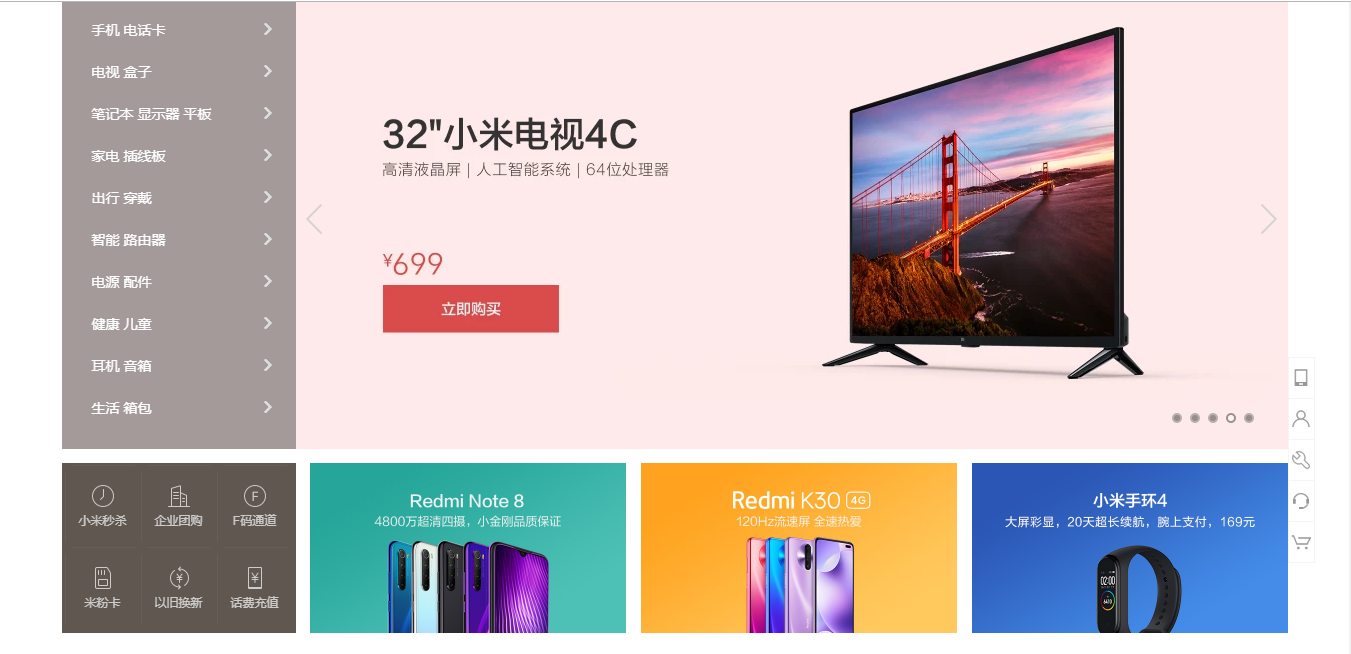 手机 电话卡
电视 盒子
笔记本 显示器 平板
家电 插线板
出行 穿戴
智能 路由器
电源 配件
健康 儿童
耳机 音箱
生活 箱包
32"小米电视4C
高清液晶屏 | 人工智能系统 | 64位处理器
¥699
立即购买
小米秒杀
企业团购
F码通道
米粉卡
以旧换新
话费充值
Redmi Note 8
4800万超清四摄，小金刚品质保证
Redmi K30 4G
120Hz流速屏 全速热爱
小米手环4
大屏彩显，20天超长续航，腕上支付，169元